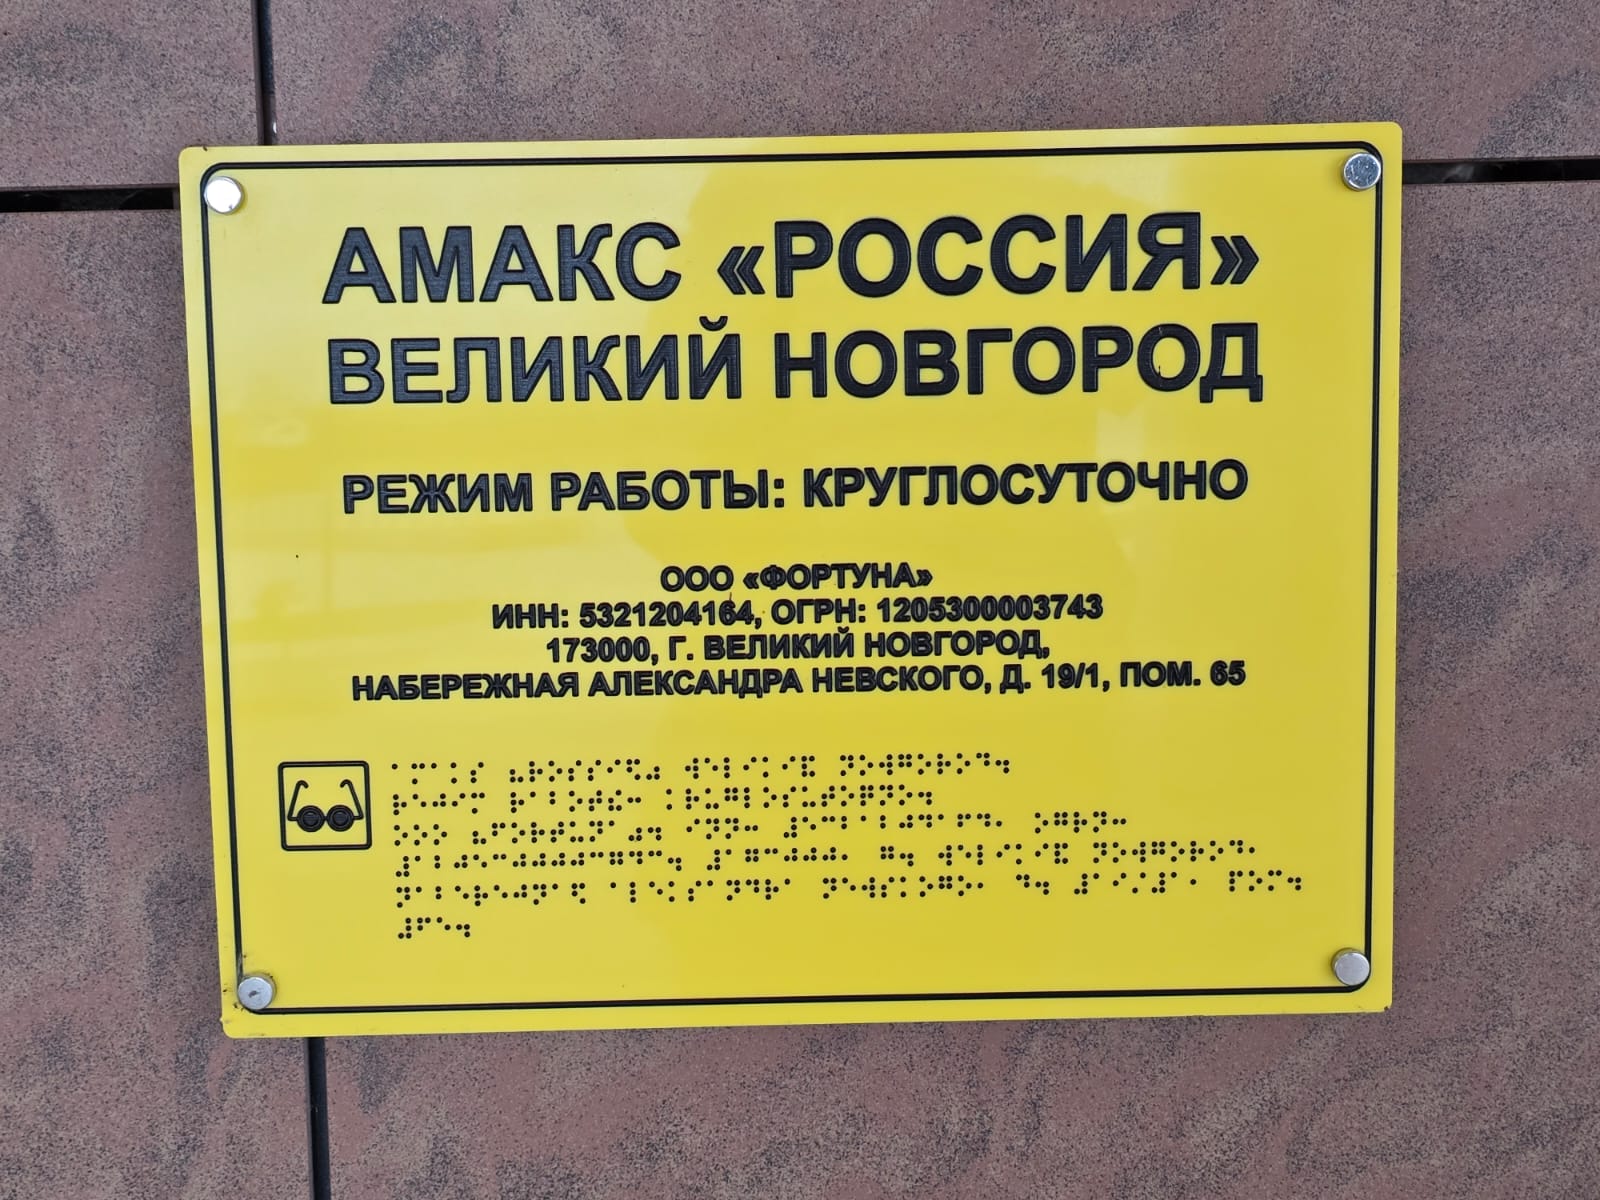 АМАКС «РОССИЯ»
ВЕЛИКИЙ НОВГОРОД
РЕЖИМ РАБОТЫ: КРУГЛОСУТОЧНО
ООО «ФОРТУНА»
ИНН: 5321204164, ОГРН: 1205300003743
173000, Г. ВЕЛИКИЙ НОВГОРОД,
НАБЕРЕЖНАЯ АЛЕКСАНДРА НЕВСКОГО, Д. 19/1, ПОМ. 65